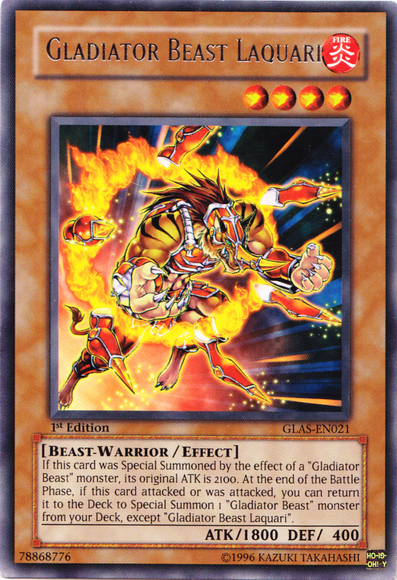 GLADIATOR BEAST LAQUARI
FIRE
炎
1st Edition
GLAS-EN021
[BEAST-WARRIOR / EFFECT]
If this card was Special Summoned by the effect of a "Gladiator
Beast" monster, its original ATK is 2100. At the end of the Battle
Phase, if this card attacked or was attacked, you can return
it to the Deck to Special Summon 1 "Gladiator Beast" monster
from your Deck, except "Gladiator Beast Laquari".
ATK/1800 DEF/ 400
78868776
©1996 KAZUKI TAKAHASHI